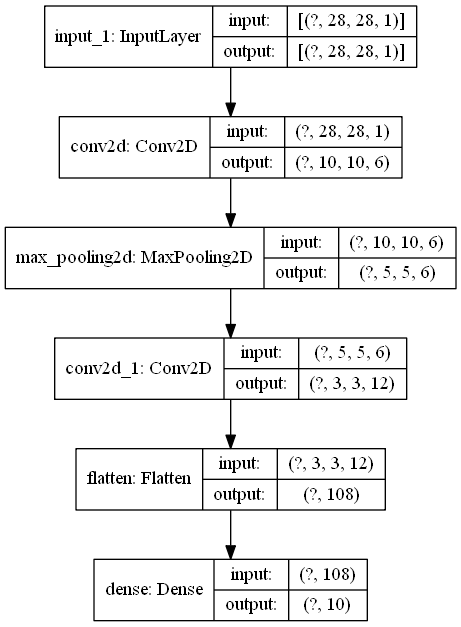 input_1: InputLayer
input: [(?, 28, 28, 1)]
output: [(?, 28, 28, 1)]
conv2d: Conv2D
input: (?, 28, 28, 1)
output: (?, 10, 10, 6)
max_pooling2d: MaxPooling2D
input: (?, 10, 10, 6)
output: (?, 5, 5, 6)
conv2d_1: Conv2D
input: (?, 5, 5, 6)
output: (?, 3, 3, 12)
flatten: Flatten
input: (?, 3, 3, 12)
output: (?, 108)
dense: Dense
input: (?, 108)
output: (?, 10)